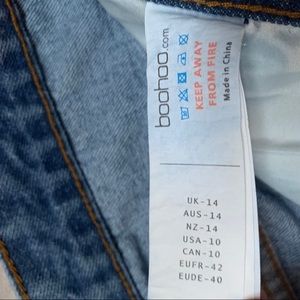 boohoo.com
KEEP AWAY
FROM FIRE
Made in China
UK-14
AUS-14
NZ-14
USA-10
CAN-10
EUFR-42
EUDE-40